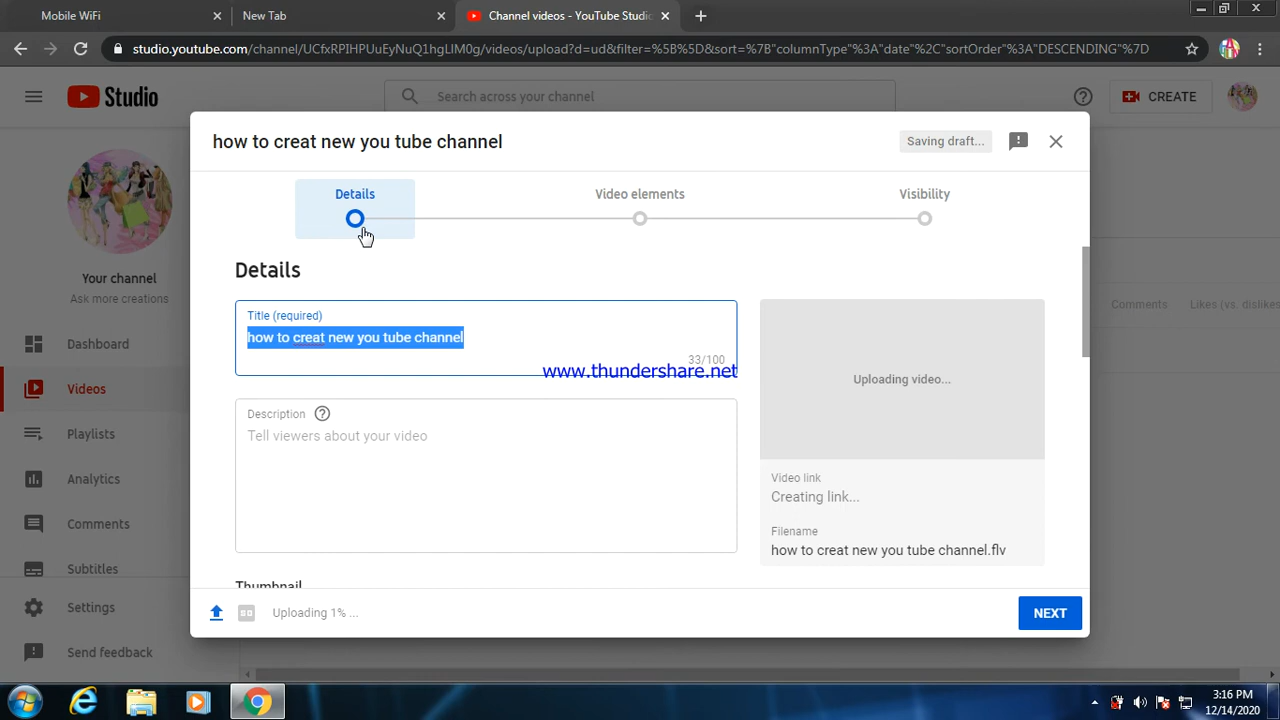 Mobile WiFi
New Tab
Channel videos - YouTube Studio
studio.youtube.com/channel/UCfxRPIHPUuEyNuQ1hgLIM0g/videos/upload?d=ud&filter=%5B%5D&sort=%7B"columnType"%3A"date"%2C"sortOrder"%3A"DESCENDING"%7D
Studio
Search across your channel
CREATE
how to creat new you tube channel
Saving draft...
Details
Video elements
Visibility
Your channel
Ask more creations
Dashboard
Videos
Playlists
Analytics
Comments
Subtitles
Settings
Send feedback
Details
Title (required)
how to creat new you tube channel
33/100
www.thundershare.net
Description
Tell viewers about your video
Thumbnail
Uploading video...
Video link
Creating link...
Filename
how to creat new you tube channel.flv
Comments
Likes (vs. dislikes
Uploading 1% ...
NEXT
3:16 PM
12/14/2020